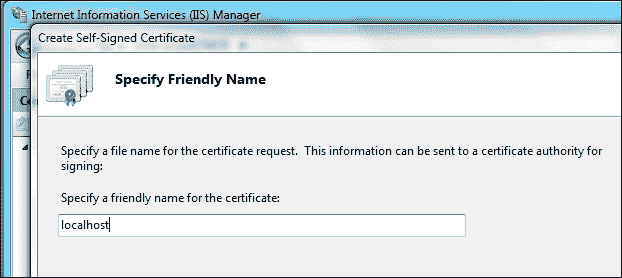 Internet Information Services (IIS) Manager
Create Self-Signed Certificate
Specify Friendly Name
Specify a file name for the certificate request.  This information can be sent to a certificate authority for
signing:
Specify a friendly name for the certificate:
localhost